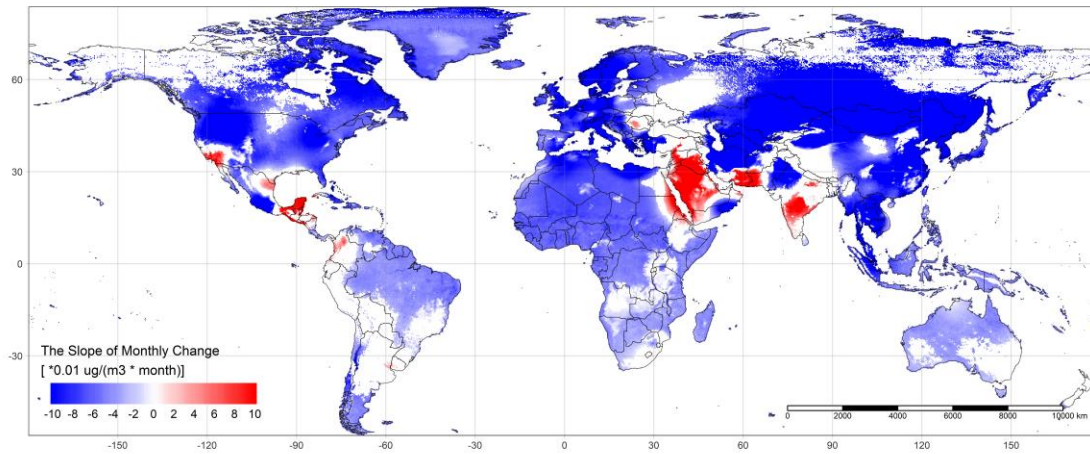 60
30
0
-30
The Slope of Monthly Change
[ *0.01 ug/(m3 * month)]
-10 -8 -6 -4 -2 0 2 4 6 8 10
0 2000 4000 6000 8000 10000 km
-150 -120 -90 -60 -30 0 30 60 90 120 150